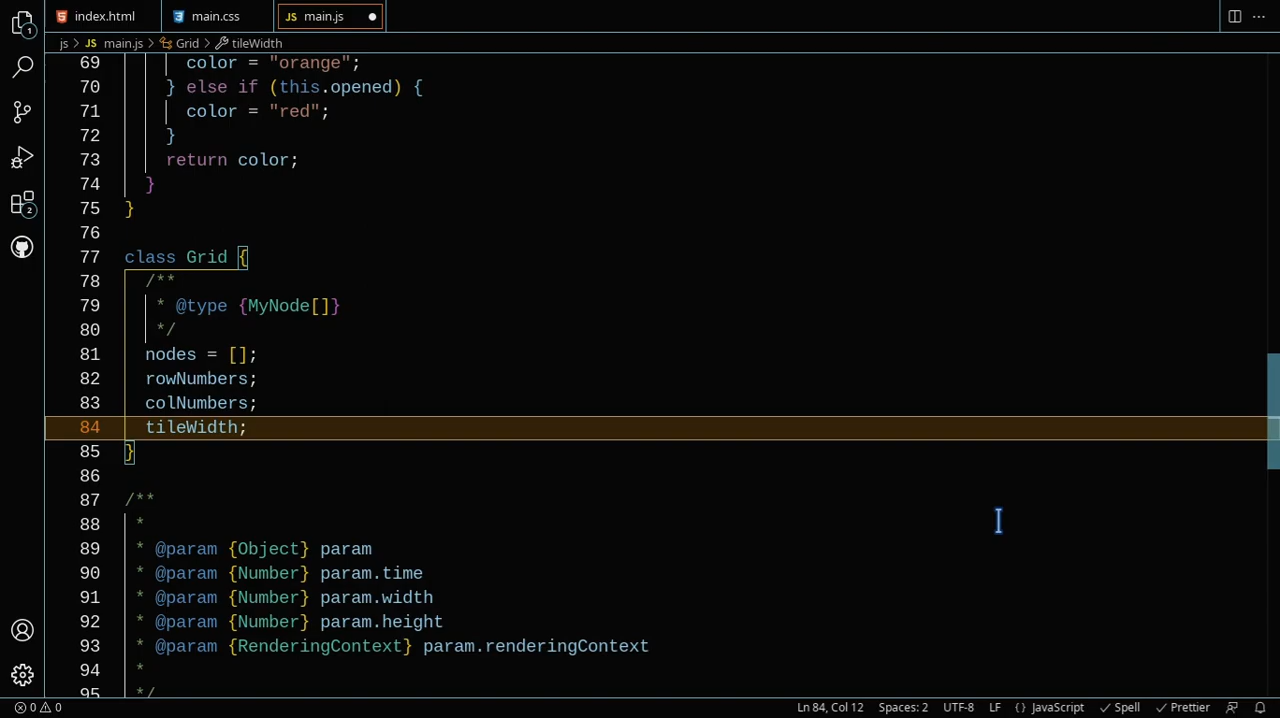 index.html
main.css
JS main.js
js > JS main.js > Grid > tileWidth
69 color = "orange";
70 } else if (this.opened) {
71 color = "red";
72 }
73 return color;
74 }
75 }
76
77 class Grid {
78 /**
79 * @type {MyNode[]}
80 */
81 nodes = [];
82 rowNumbers;
83 colNumbers;
84 tileWidth;
85 }
86
87 /**
88 *
89 * @param {Object} param
90 * @param {Number} param.time
91 * @param {Number} param.width
92 * @param {Number} param.height
93 * @param {RenderingContext} param.renderingContext
94 *
95 */
1
2
0 0 Ln 84, Col 12 Spaces: 2 UTF-8 LF {} JavaScript Spell Prettier